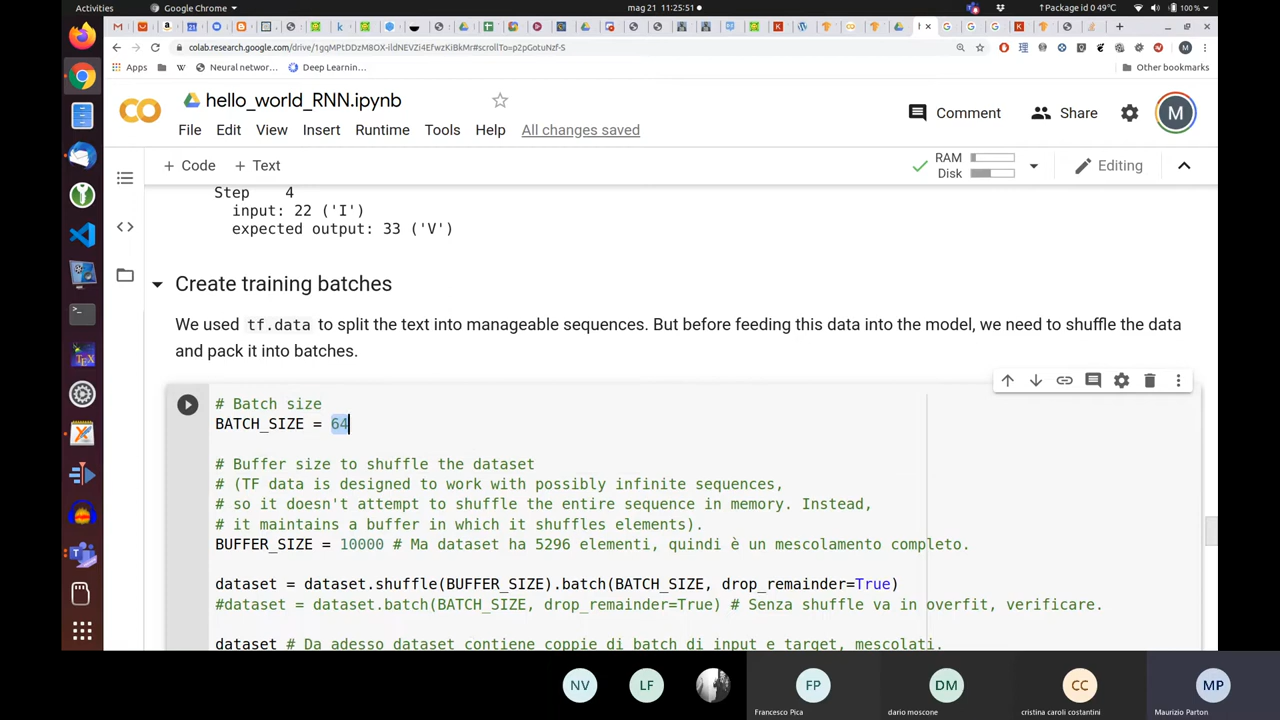 Activities
Google Chrome
mag 21 11:25:51
1 Package id 0 49°C
100 %
colab.research.google.com/drive/1gqMPtDDzM8OX-ildNEVZi4EfwzKiBkMr#scrollTo=p2pGotuNzf-S
Apps
Neural networ...
Deep Learnin...
Other bookmarks
hello_world_RNN.ipynb
Comment
Share
M
File Edit View Insert Runtime Tools Help All changes saved
+ Code + Text
RAM
Disk
Editing
Step 4
input: 22 ('I')
expected output: 33 ('V')
Create training batches
We used tf.data to split the text into manageable sequences. But before feeding this data into the model, we need to shuffle the data
and pack it into batches.
# Batch size
BATCH_SIZE = 64
# Buffer size to shuffle the dataset
# (TF data is designed to work with possibly infinite sequences,
# so it doesn't attempt to shuffle the entire sequence in memory. Instead,
# it maintains a buffer in which it shuffles elements).
BUFFER_SIZE = 10000 # Ma dataset ha 5296 elementi, quindi è un mescolamento completo.
dataset = dataset.shuffle(BUFFER_SIZE).batch(BATCH_SIZE, drop_remainder=True)
#dataset = dataset.batch(BATCH_SIZE, drop_remainder=True) # Senza shuffle va in overfit, verificare.
dataset # Da adesso dataset contiene coppie di batch di input e target, mescolati.
NV
LF
FP
DM
CC
MP
Francesco Pica
dario moscone
cristina caroli costantini
Maurizio Parton